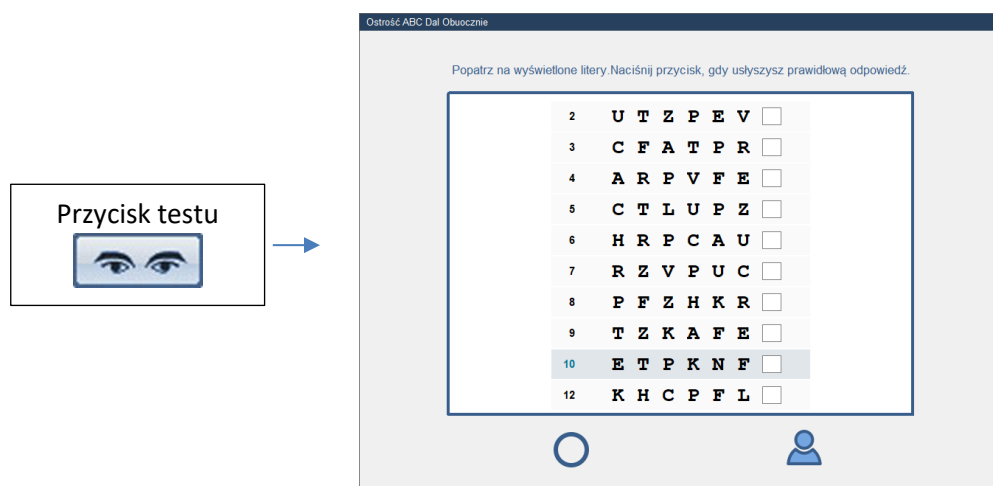 Ostrość ABC Dal Obuocznie
Popatrz na wyświetlone litery.Naciśnij przycisk, gdy usłyszysz prawidłową odpowiedź.
Przycisk testu
2 U T Z P E V
3 C F A T P R
4 A R P V F E
5 C T L U P Z
6 H R P C A U
7 R Z V P U C
8 P F Z H K R
9 T Z K A F E
10 E T P K N F
12 K H C P F L